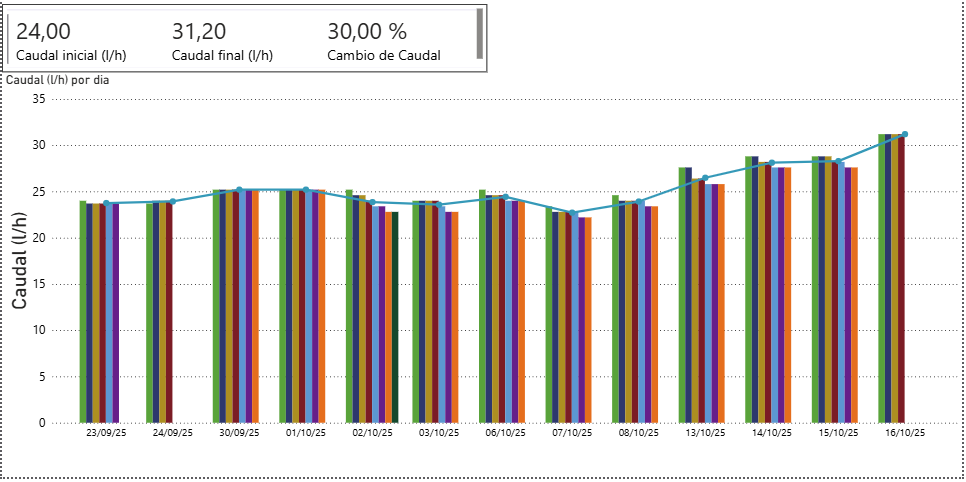 24,00 31,20 30,00 %
Caudal inicial (l/h) Caudal final (l/h) Cambio de Caudal
Caudal (l/h) por dia
Caudal (l/h)
35
30
25
20
15
10
5
0
23/09/25 24/09/25 30/09/25 01/10/25 02/10/25 03/10/25 06/10/25 07/10/25 08/10/25 13/10/25 14/10/25 15/10/25 16/10/25